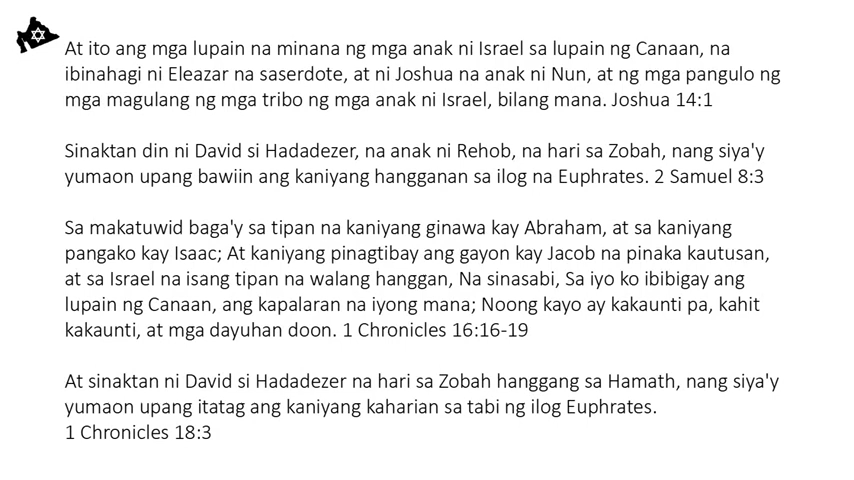 At ito ang mga lupain na minana ng mga anak ni Israel sa lupain ng Canaan, na
ibinahagi ni Eleazar na saserdote, at ni Joshua na anak ni Nun, at ng mga pangulo ng
mga magulang ng mga tribo ng mga anak ni Israel, bilang mana. Joshua 14:1
Sinaktan din ni David si Hadadezer, na anak ni Rehob, na hari sa Zobah, nang siya'y
yumaon upang bawiin ang kaniyang hangganan sa ilog na Euphrates. 2 Samuel 8:3
Sa makatuwid baga'y sa tipan na kaniyang ginawa kay Abraham, at sa kaniyang
pangako kay Isaac; At kaniyang pinagtibay ang gayon kay Jacob na pinaka kautusan,
at sa Israel na isang tipan na walang hanggan, Na sinasabi, Sa iyo ko ibibigay ang
lupain ng Canaan, ang kapalaran na iyong mana; Noong kayo ay kakaunti pa, kahit
kakaunti, at mga dayuhan doon. 1 Chronicles 16:16-19
At sinaktan ni David si Hadadezer na hari sa Zobah hanggang sa Hamath, nang siya'y
yumaon upang itatag ang kaniyang kaharian sa tabi ng ilog Euphrates.
1 Chronicles 18:3